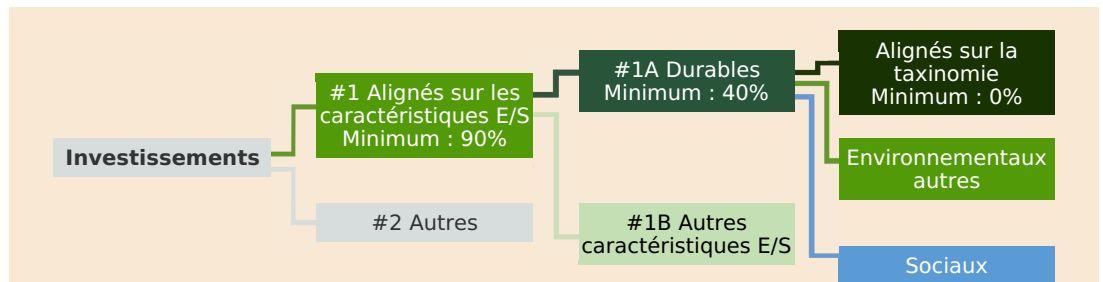 Investissements
#1 Alignés sur les
caractéristiques E/S
Minimum : 90%
#2 Autres
#1A Durables
Minimum : 40%
#1B Autres
caractéristiques E/S
Alignés sur la
taxinomie
Minimum : 0%
Environnementaux
autres
Sociaux